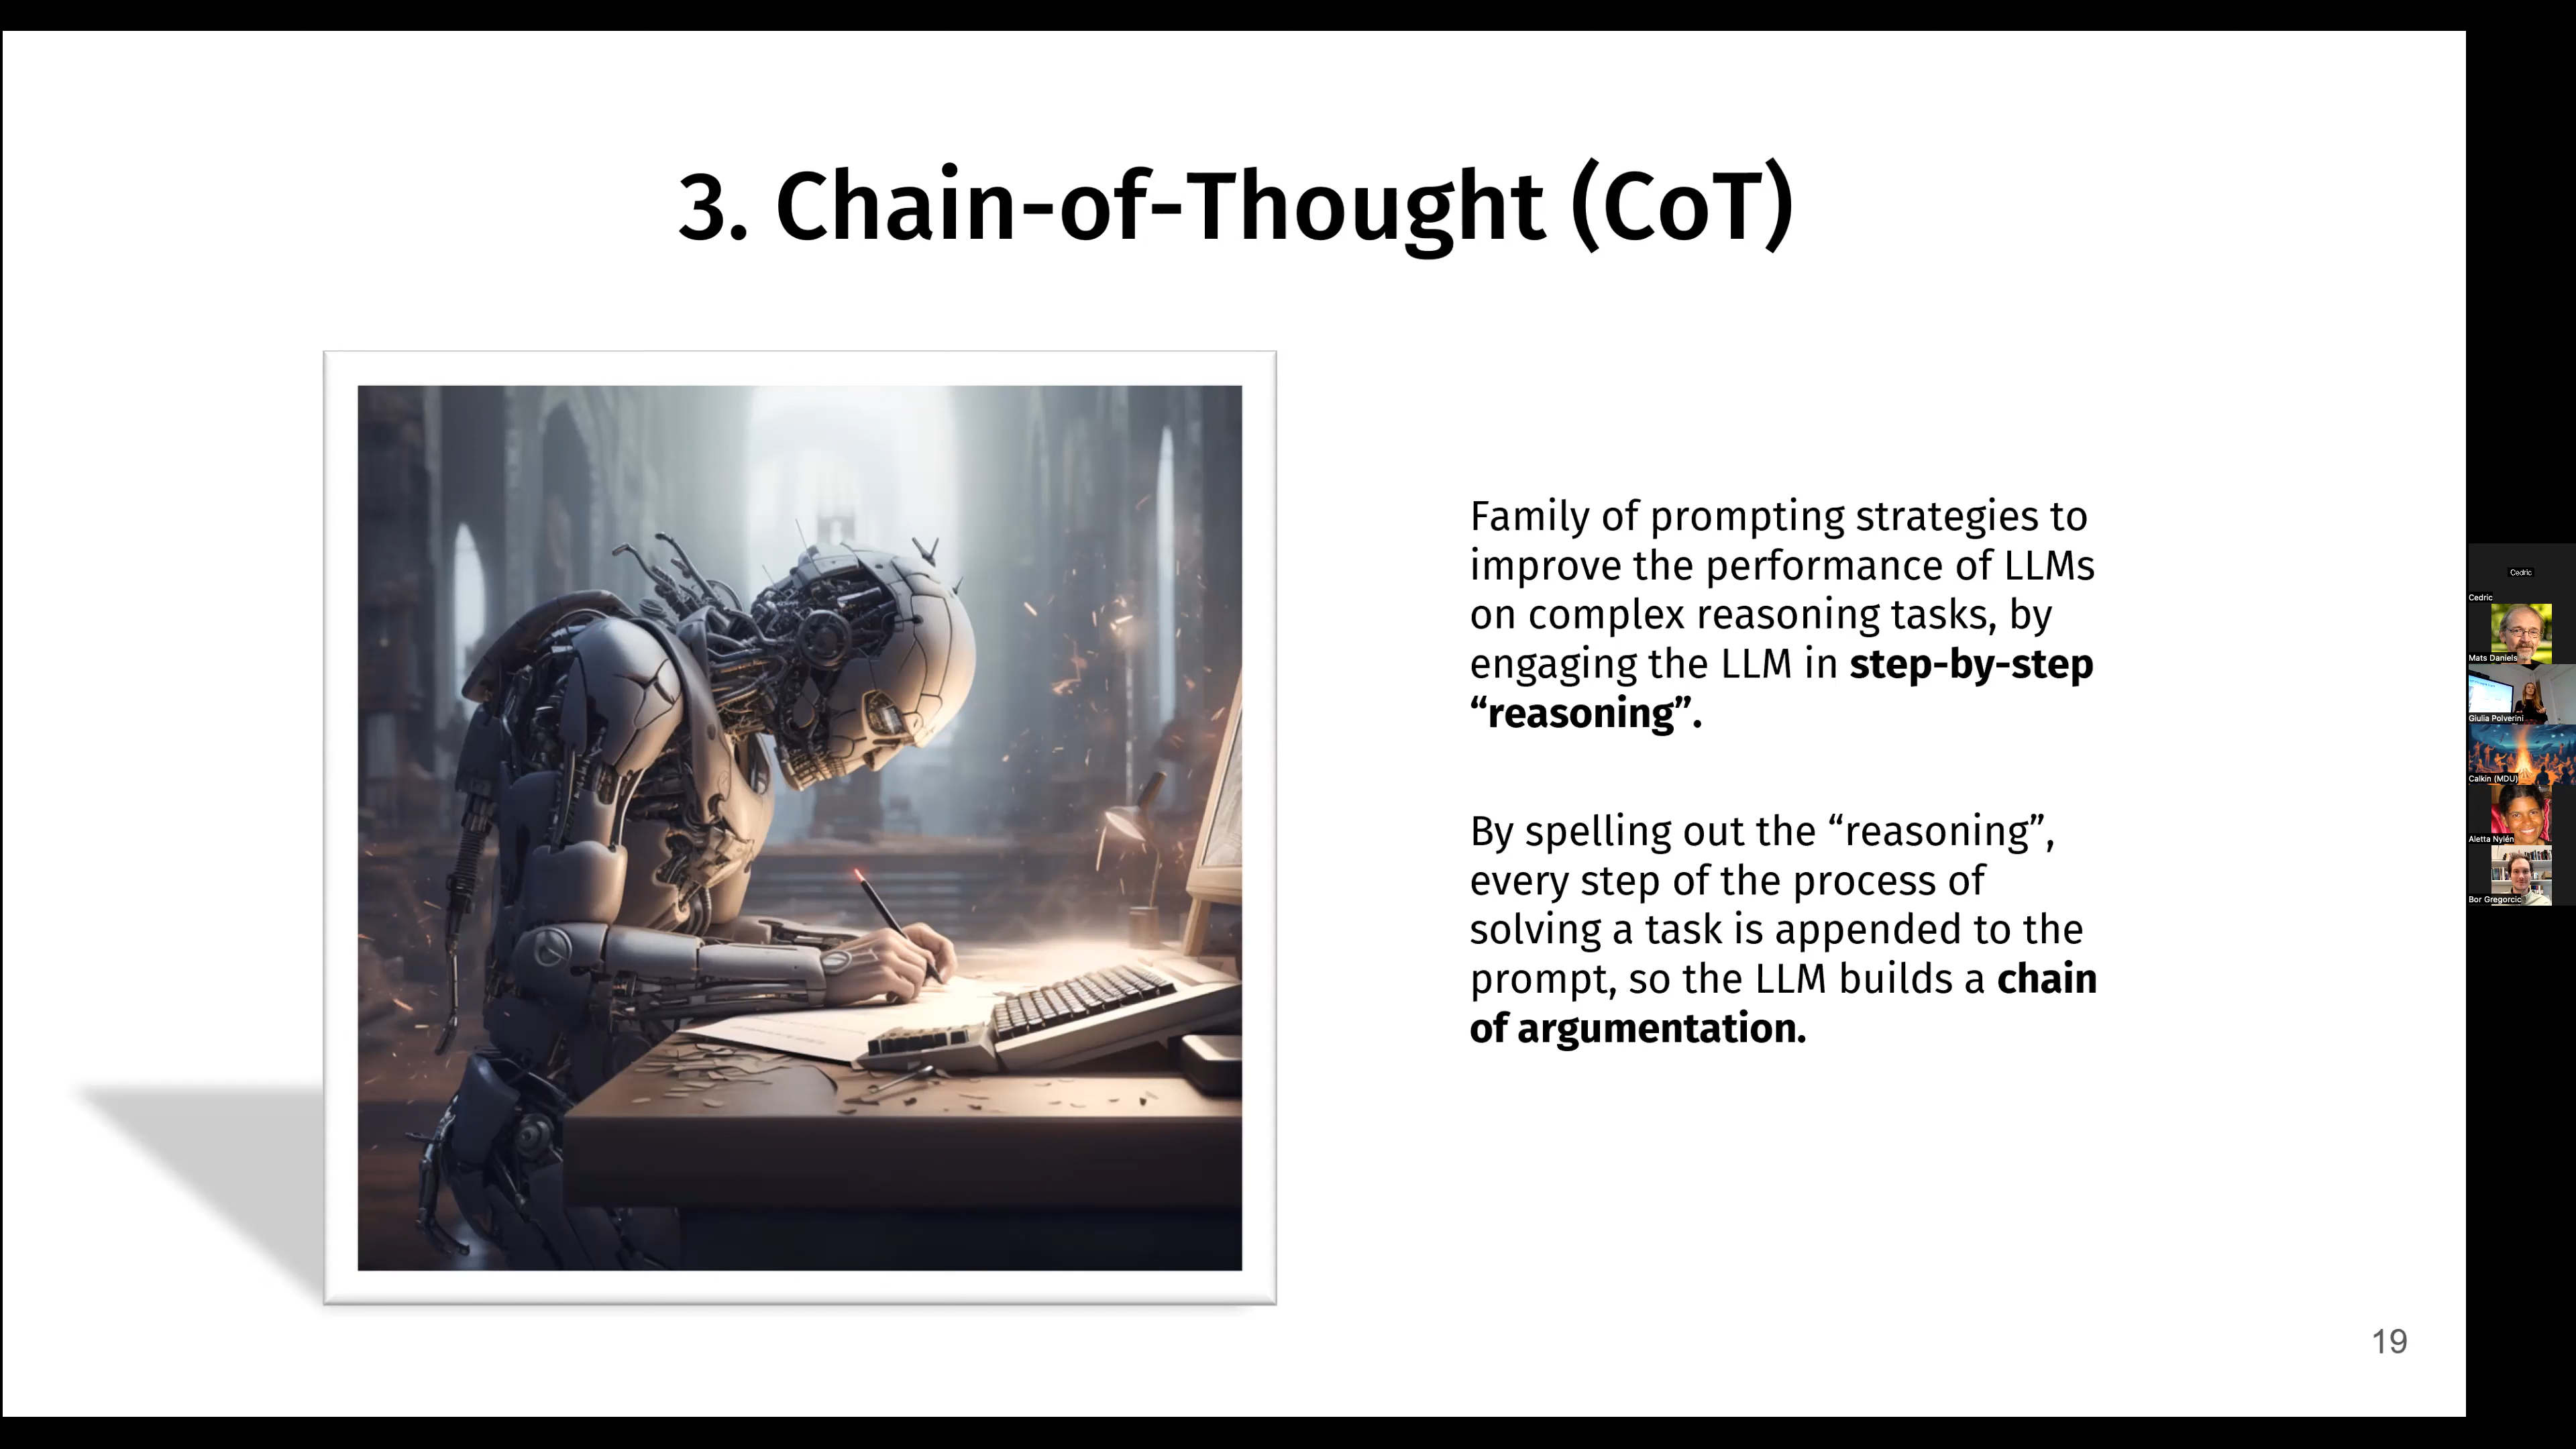 3. Chain-of-Thought (CoT)
Family of prompting strategies to
improve the performance of LLMs
on complex reasoning tasks, by
engaging the LLM in step-by-step
“reasoning”.
By spelling out the “reasoning”,
every step of the process of
solving a task is appended to the
prompt, so the LLM builds a chain
of argumentation.
19
Cedric
Cedric
Mats Daniels
Giulia Polverini
Calkin (MDU)
Aletta Nylén
Bor Gregorcic